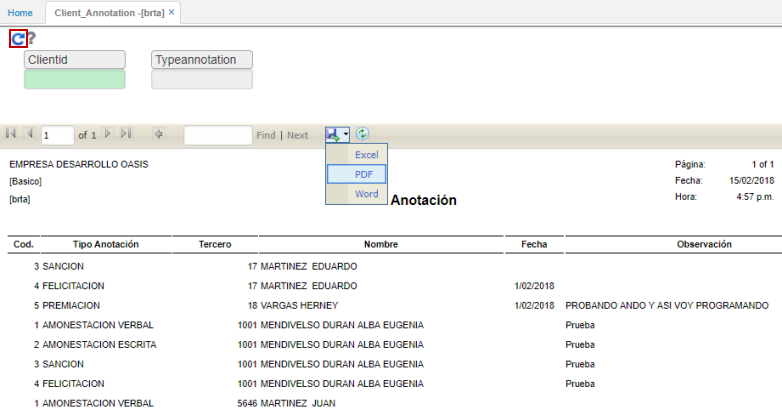 Home Client_Annotation -[brta] ×
?
Clientid Typeannotation
1 of 1 Find | Next
Excel
PDF
Word
EMPRESA DESARROLLO OASIS Página: 1 of 1
[Basico] Fecha: 15/02/2018
[brta] Hora: 4:57 p.m.
Anotación
Cod. Tipo Anotación Tercero Nombre Fecha Observación
3 SANCION 17 MARTINEZ EDUARDO
4 FELICITACION 17 MARTINEZ EDUARDO 1/02/2018
5 PREMIACION 18 VARGAS HERNEY 1/02/2018 PROBANDO ANDO Y ASI VOY PROGRAMANDO
1 AMONESTACION VERBAL 1001 MENDIVELSO DURAN ALBA EUGENIA Prueba
2 AMONESTACION ESCRITA 1001 MENDIVELSO DURAN ALBA EUGENIA Prueba
3 SANCION 1001 MENDIVELSO DURAN ALBA EUGENIA Prueba
4 FELICITACION 1001 MENDIVELSO DURAN ALBA EUGENIA Prueba
1 AMONESTACION VERBAL 5646 MARTINEZ JUAN